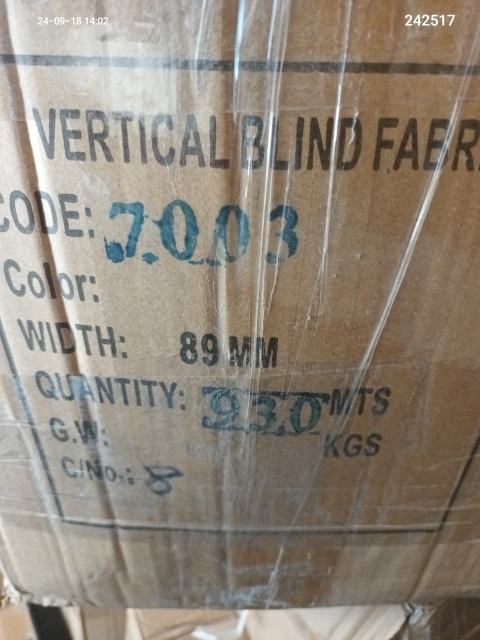 24-09-18 14:02
242517
VERTICAL BLIND FABR
CODE: 7003
Color:
WIDTH: 89 MM
QUANTITY: 930 MTS
G.W: KGS
C/No.: 8